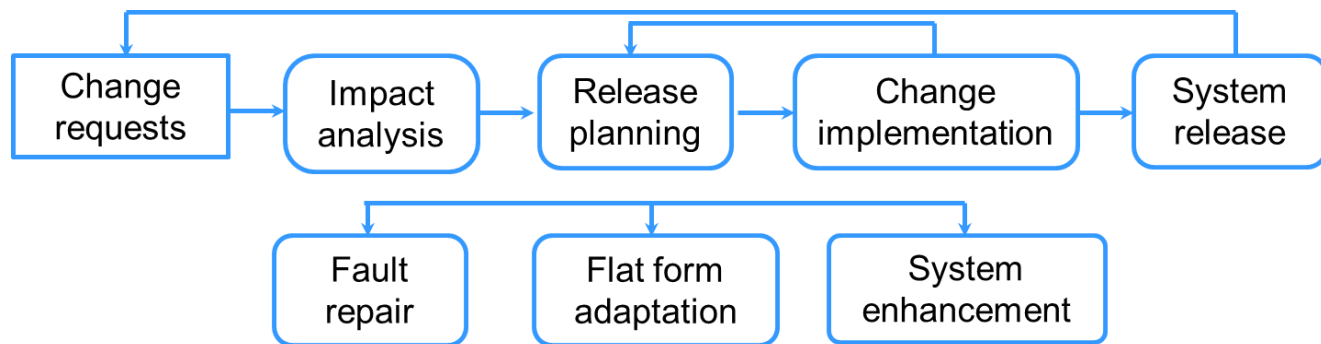 Change
requests
Impact
analysis
Release
planning
Change
implementation
System
release
Fault
repair
Flat form
adaptation
System
enhancement